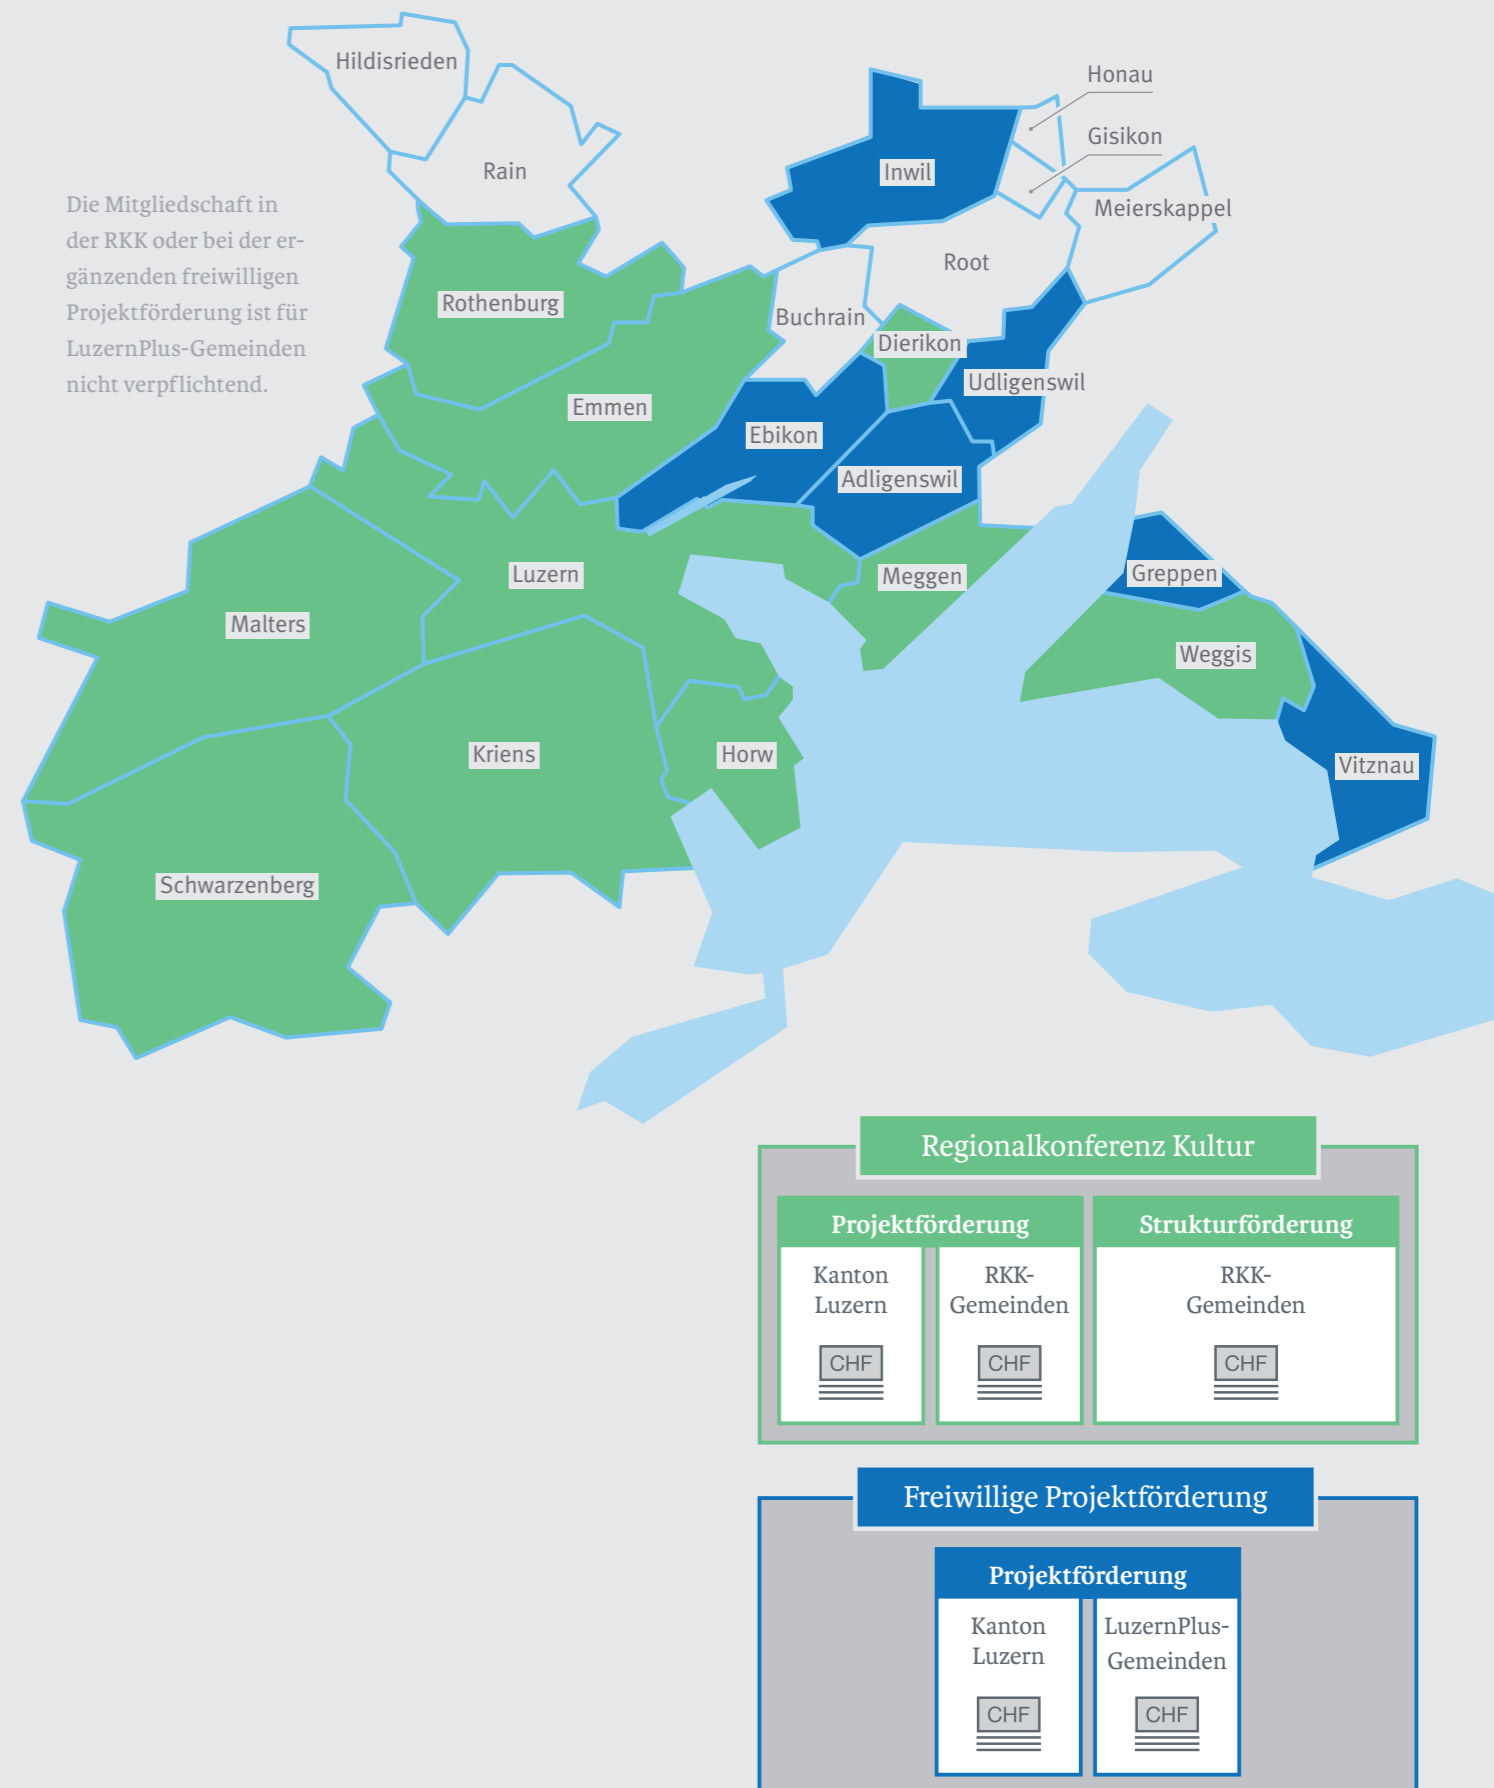 Hildisrieden
Honau
Gisikon
Rain
Inwil
Meierskappel
Die Mitgliedschaft in
der RKK oder bei der er-
gänzenden freiwilligen
Projektförderung ist für
LuzernPlus-Gemeinden
nicht verpflichtend.
Root
Rothenburg
Buchrain
Dierikon
Udligenswil
Emmen
Ebikon
Adligenswil
Luzern
Meggen
Greppen
Malters
Weggis
Kriens
Horw
Vitznau
Schwarzenberg
Regionalkonferenz Kultur
Projektförderung
Strukturförderung
Kanton
Luzern
CHF
RKK-
Gemeinden
CHF
RKK-
Gemeinden
CHF
Freiwillige Projektförderung
Projektförderung
Kanton
Luzern
CHF
LuzernPlus-
Gemeinden
CHF